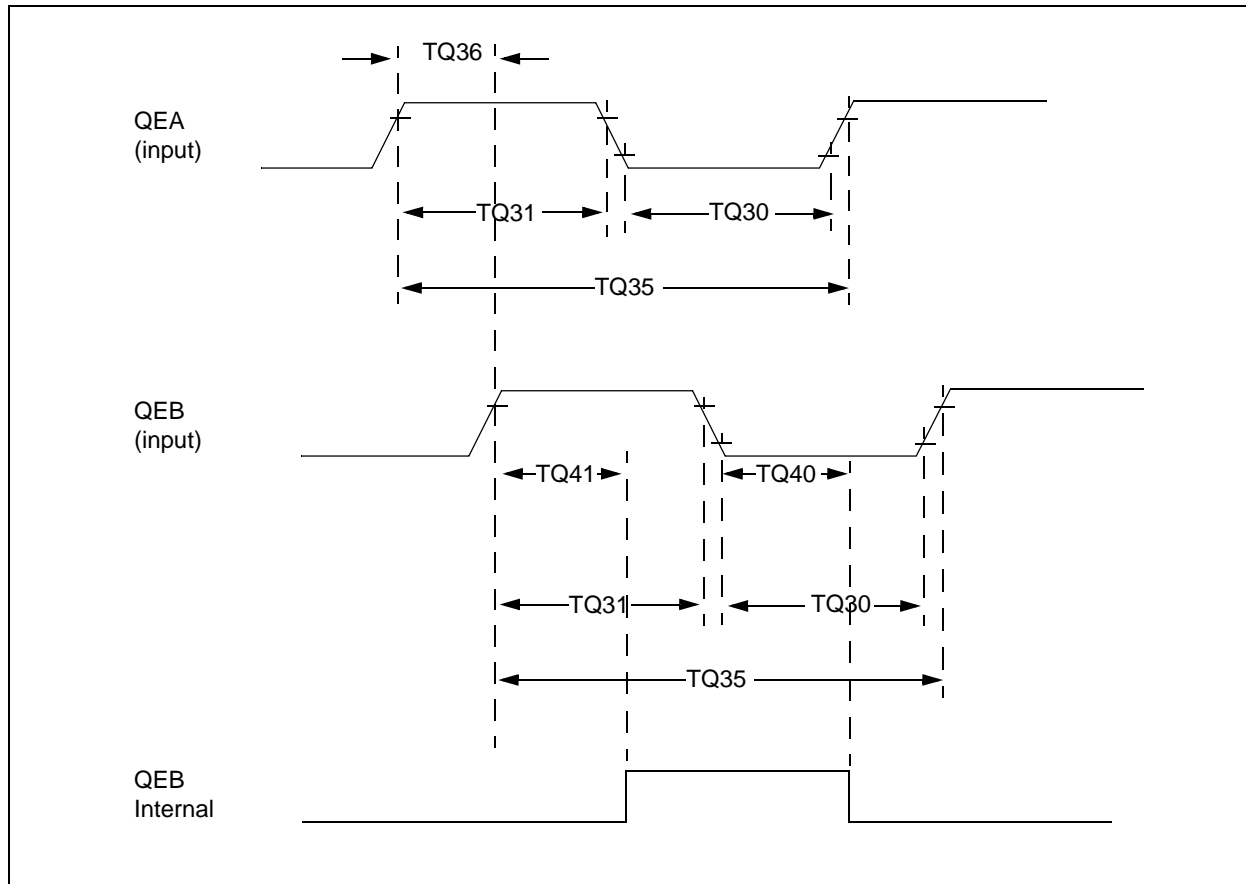 TQ36
QEA
(input)
TQ31
TQ30
TQ35
QEB
(input)
TQ41
TQ40
TQ31
TQ30
TQ35
QEB
Internal